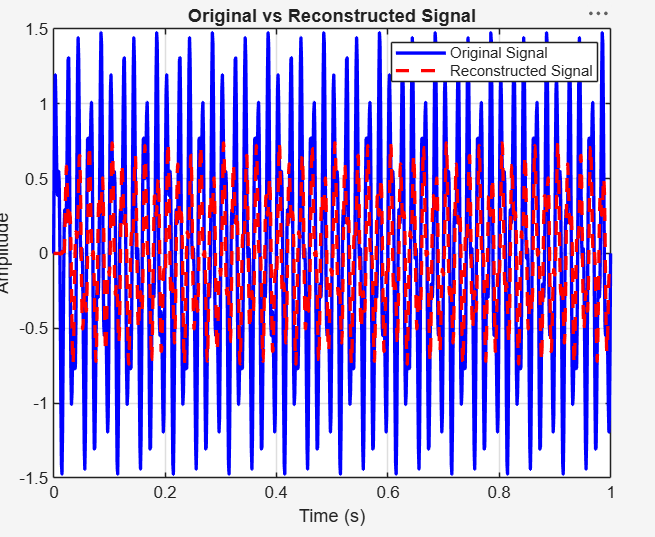 Original vs Reconstructed Signal
Original Signal
Reconstructed Signal
1.5
1
0.5
0
-0.5
-1
-1.5
Amplitude
0
0.2
0.4
0.6
0.8
1
Time (s)